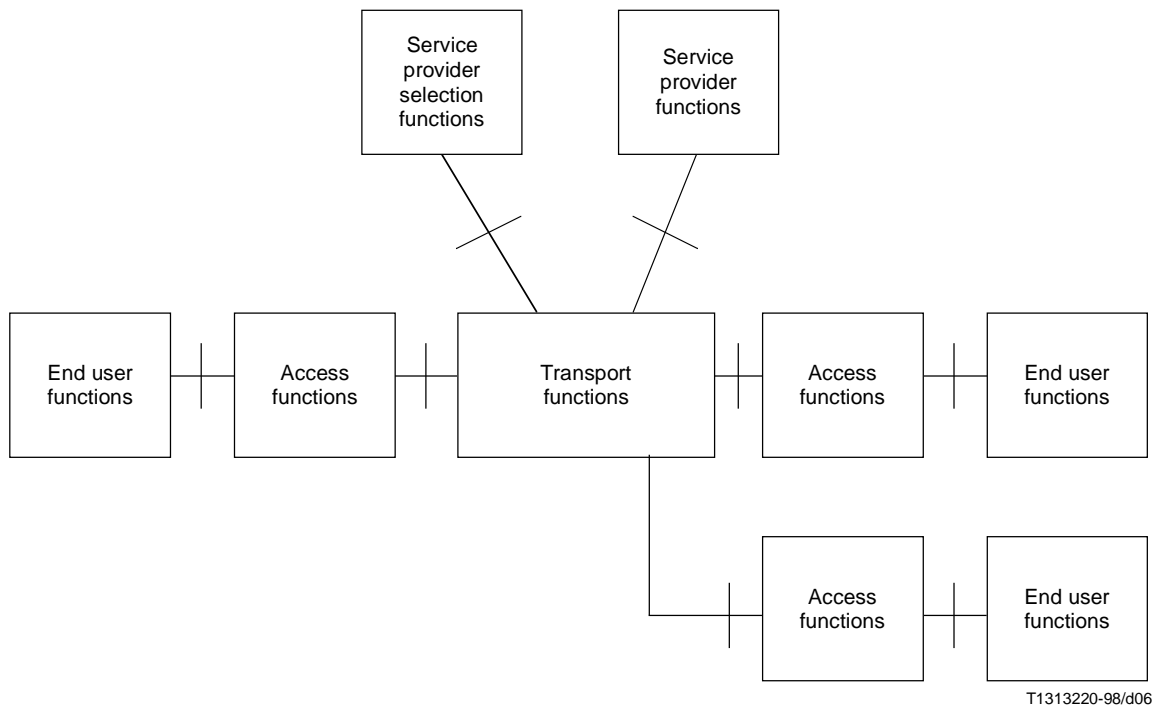 Service
provider
selection
functions
Service
provider
functions
End user
functions
Access
functions
Transport
functions
Access
functions
End user
functions
Access
functions
End user
functions
T1313220-98/d06